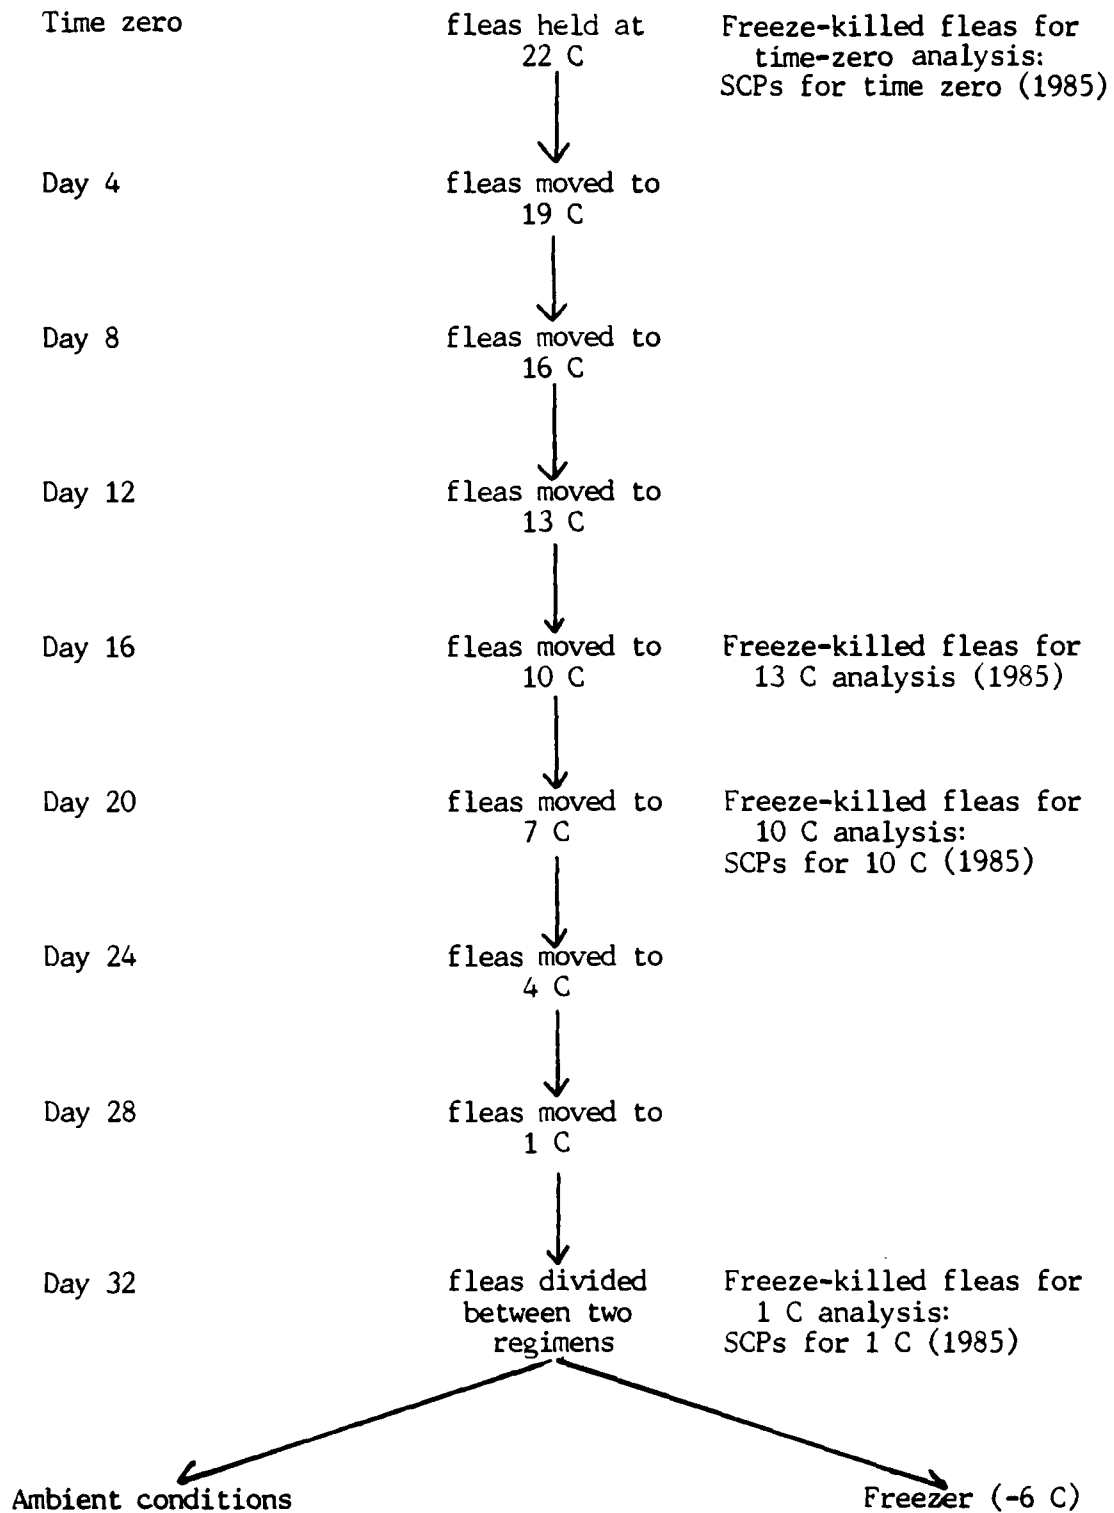 Time zero fleas held at Freeze-killed fleas for
22 C time-zero analysis:
SCPs for time zero (1985)
Day 4 fleas moved to
19 C
Day 8 fleas moved to
16 C
Day 12 fleas moved to
13 C
Day 16 fleas moved to Freeze-killed fleas for
10 C 13 C analysis (1985)
Day 20 fleas moved to Freeze-killed fleas for
7 C 10 C analysis:
SCPs for 10 C (1985)
Day 24 fleas moved to
4 C
Day 28 fleas moved to
1 C
Day 32 fleas divided Freeze-killed fleas for
between two 1 C analysis:
regimens SCPs for 1 C (1985)
Ambient conditions Freezer (-6 C)